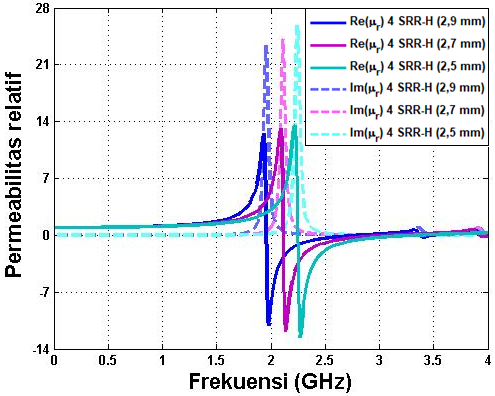 Permeabilitas relatif
35
28
21
14
7
0
-7
-14
Re(μr) 4 SRR-H (2,9 mm)
Re(μr) 4 SRR-H (2,7 mm)
Re(μr) 4 SRR-H (2,5 mm)
Im(μr) 4 SRR-H (2,9 mm)
Im(μr) 4 SRR-H (2,7 mm)
Im(μr) 4 SRR-H (2,5 mm)
0 0.5 1 1.5 2 2.5 3 3.5 4
Frekuensi (GHz)